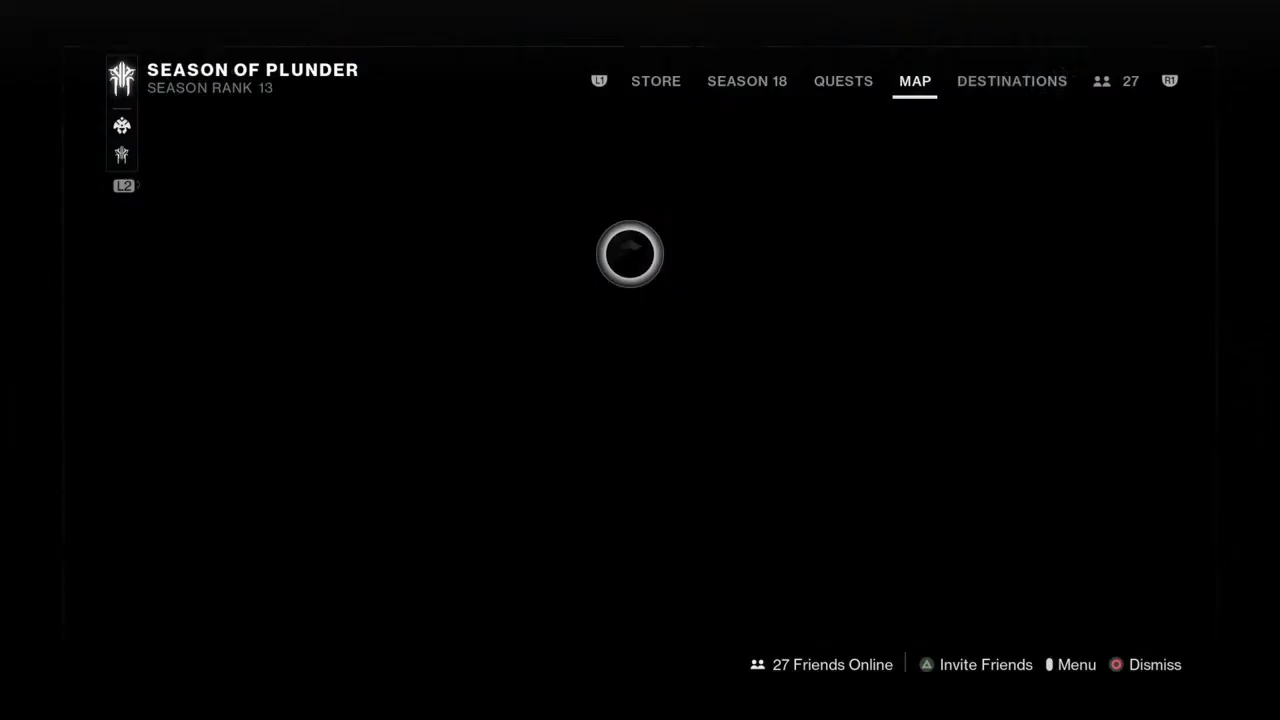 SEASON OF PLUNDER
SEASON RANK 13
L1 STORE SEASON 18 QUESTS MAP DESTINATIONS 27 R1
L2
27 Friends Online Invite Friends Menu Dismiss